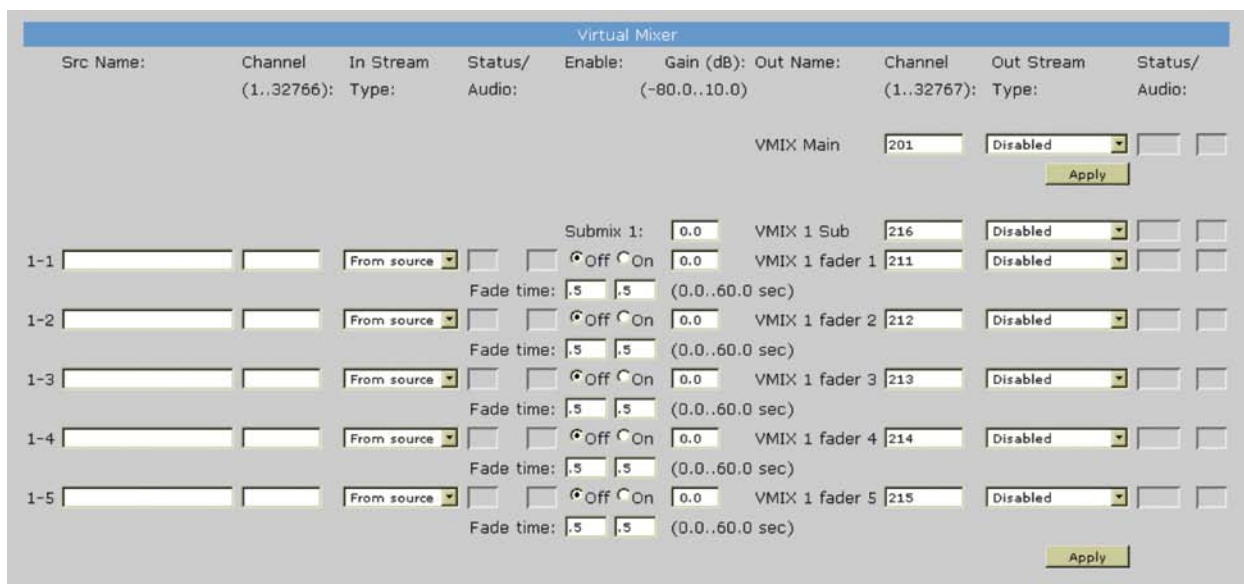 Virtual Mixer
Src Name: Channel In Stream Status/ Enable: Gain (dB): Out Name: Channel Out Stream Status/
(1..32766): Type: Audio: (-80.0..10.0) (1..32767): Type: Audio:
VMIX Main 201 Disabled
Apply
Submix 1: 0.0 VMIX 1 Sub 216 Disabled
1-1 From source Off On 0.0 VMIX 1 fader 1 211 Disabled
Fade time: .5 .5 (0.0..60.0 sec)
1-2 From source Off On 0.0 VMIX 1 fader 2 212 Disabled
Fade time: .5 .5 (0.0..60.0 sec)
1-3 From source Off On 0.0 VMIX 1 fader 3 213 Disabled
Fade time: .5 .5 (0.0..60.0 sec)
1-4 From source Off On 0.0 VMIX 1 fader 4 214 Disabled
Fade time: .5 .5 (0.0..60.0 sec)
1-5 From source Off On 0.0 VMIX 1 fader 5 215 Disabled
Fade time: .5 .5 (0.0..60.0 sec)
Apply